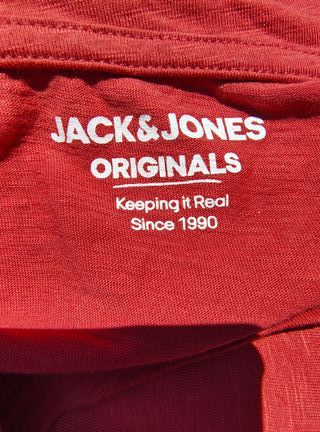 JACK&JONES
ORIGINALS
Keeping it Real
Since 1990